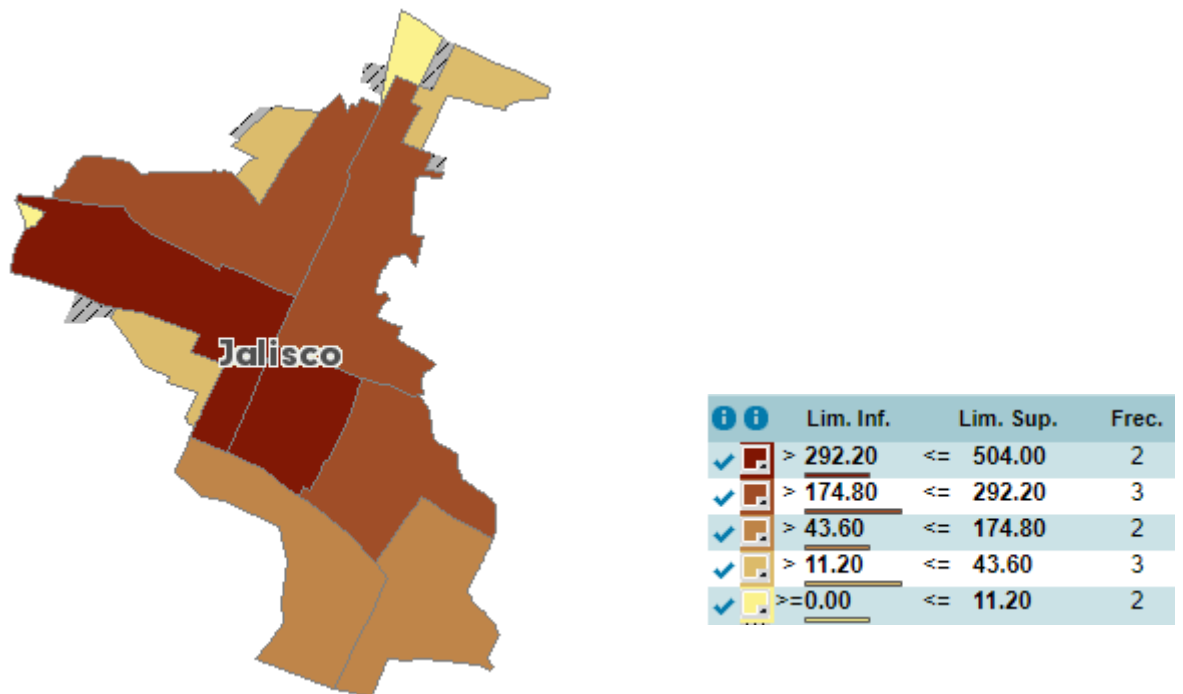 Jalisco
i i Lim. Inf. Lim. Sup. Frec.
> 292.20 <= 504.00 2
> 174.80 <= 292.20 3
> 43.60 <= 174.80 2
> 11.20 <= 43.60 3
>=0.00 <= 11.20 2